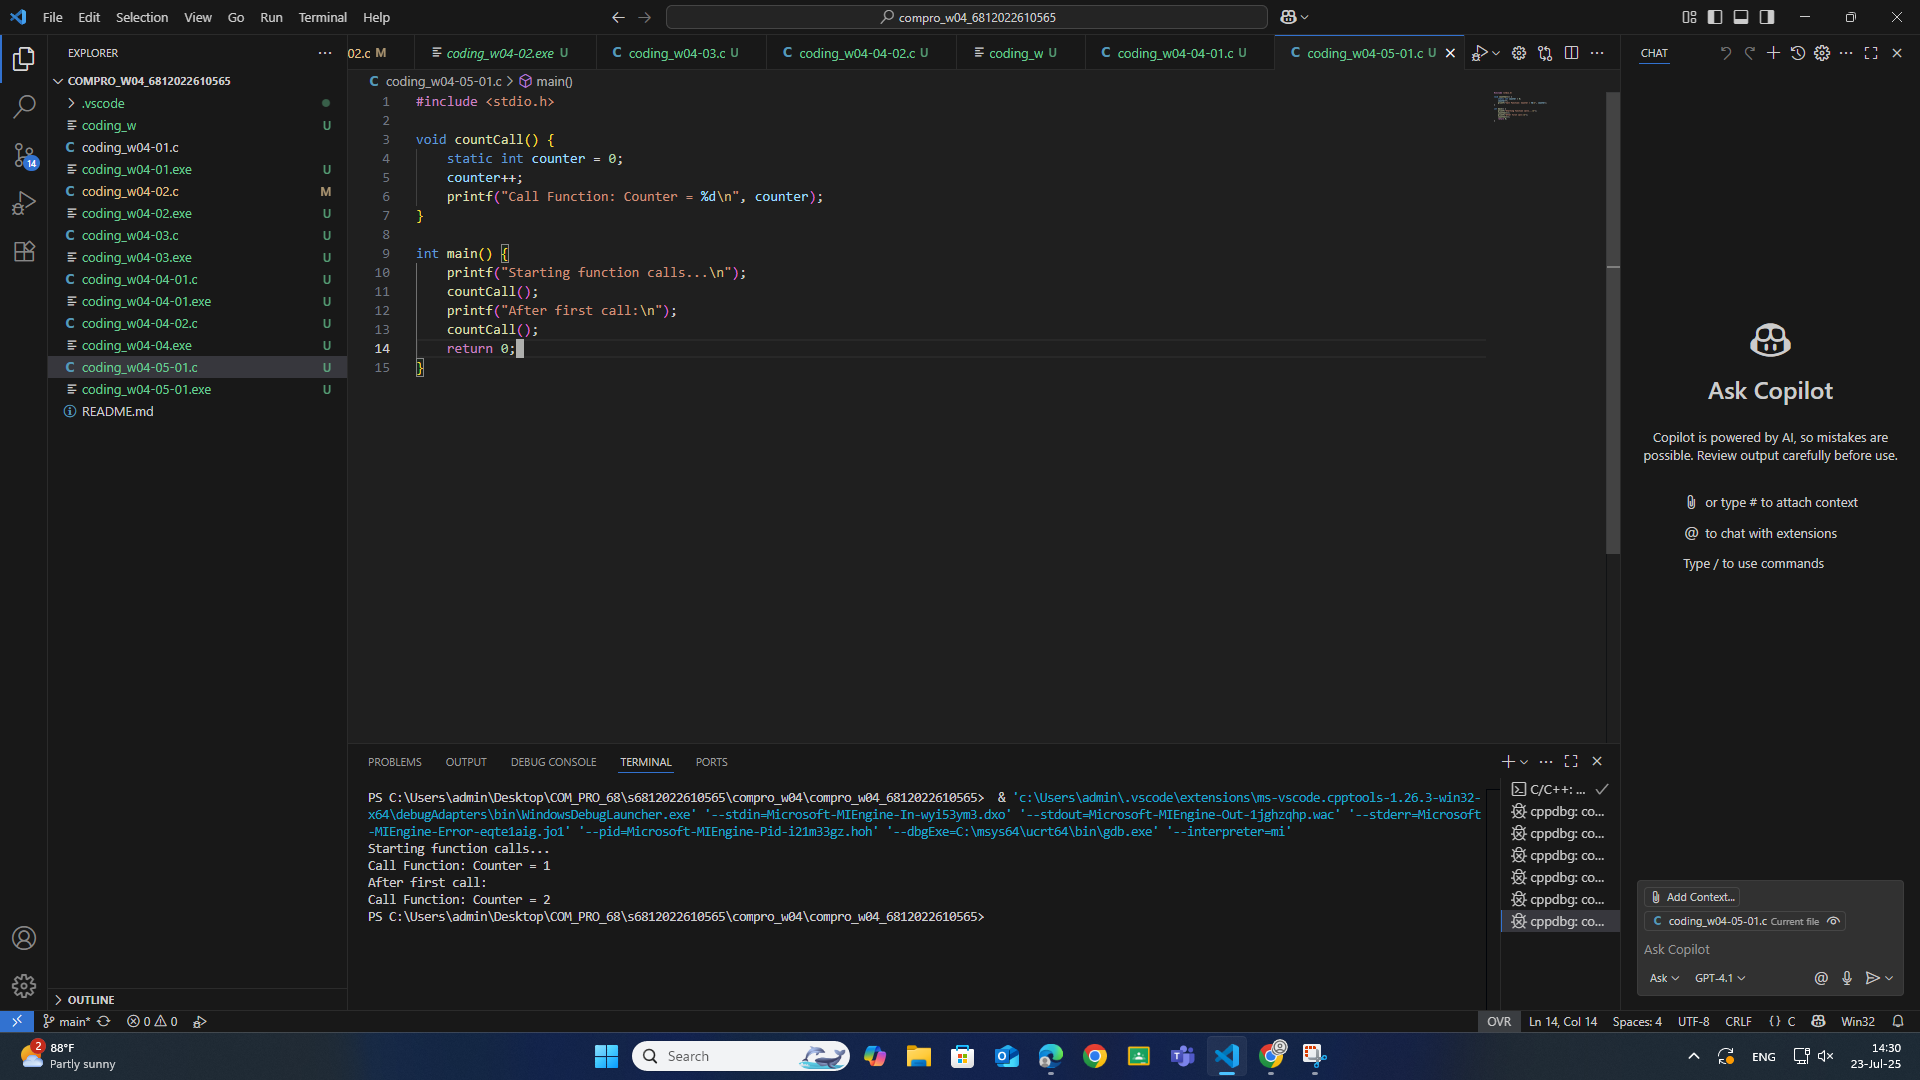 File Edit Selection View Go Run Terminal Help
compro_w04_6812022610565
EXPLORER
02.c M
coding_w04-02.exe U
coding_w04-03.c U
coding_w04-04-02.c U
coding_w U
coding_w04-04-01.c U
coding_w04-05-01.c U
CHAT
COMPRO_W04_6812022610565
.vscode
coding_w U
coding_w04-01.c
coding_w04-01.exe U
coding_w04-02.c M
coding_w04-02.exe U
coding_w04-03.c U
coding_w04-03.exe U
coding_w04-04-01.c U
coding_w04-04-01.exe U
coding_w04-04-02.c U
coding_w04-04.exe U
coding_w04-05-01.c U
coding_w04-05-01.exe U
README.md
OUTLINE
14
C coding_w04-05-01.c > main()
1 #include <stdio.h>
2
3 void countCall() {
4 static int counter = 0;
5 counter++;
6 printf("Call Function: Counter = %d\n", counter);
7 }
8
9 int main() {
10 printf("Starting function calls...\n");
11 countCall();
12 printf("After first call:\n");
13 countCall();
14 return 0;
15 }
PROBLEMS OUTPUT DEBUG CONSOLE TERMINAL PORTS
PS C:\Users\admin\Desktop\COM_PRO_68\s6812022610565\compro_w04\compro_w04_6812022610565> & 'c:\Users\admin\.vscode\extensions\ms-vscode.cpptools-1.26.3-win32-
x64\debugAdapters\bin\WindowsDebugLauncher.exe' '--stdin=Microsoft-MIEngine-In-wyi53ym3.dxo' '--stdout=Microsoft-MIEngine-Out-1jghzqhp.wac' '--stderr=Microsoft
-MIEngine-Error-eqte1aig.jo1' '--pid=Microsoft-MIEngine-Pid-i21m33gz.hoh' '--dbgExe=C:\msys64\ucrt64\bin\gdb.exe' '--interpreter=mi'
Starting function calls...
Call Function: Counter = 1
After first call:
Call Function: Counter = 2
PS C:\Users\admin\Desktop\COM_PRO_68\s6812022610565\compro_w04\compro_w04_6812022610565>
C/C++: ...
cppdbg: co...
cppdbg: co...
cppdbg: co...
cppdbg: co...
cppdbg: co...
cppdbg: co...
Ask Copilot
Copilot is powered by AI, so mistakes are
possible. Review output carefully before use.
or type # to attach context
@ to chat with extensions
Type / to use commands
Add Context...
C coding_w04-05-01.c Current file
Ask Copilot
Ask GPT-4.1
main* 0 0
OVR Ln 14, Col 14 Spaces: 4 UTF-8 CRLF {} C Win32
2
88°F
Partly sunny
Search
ENG
14:30
23-Jul-25